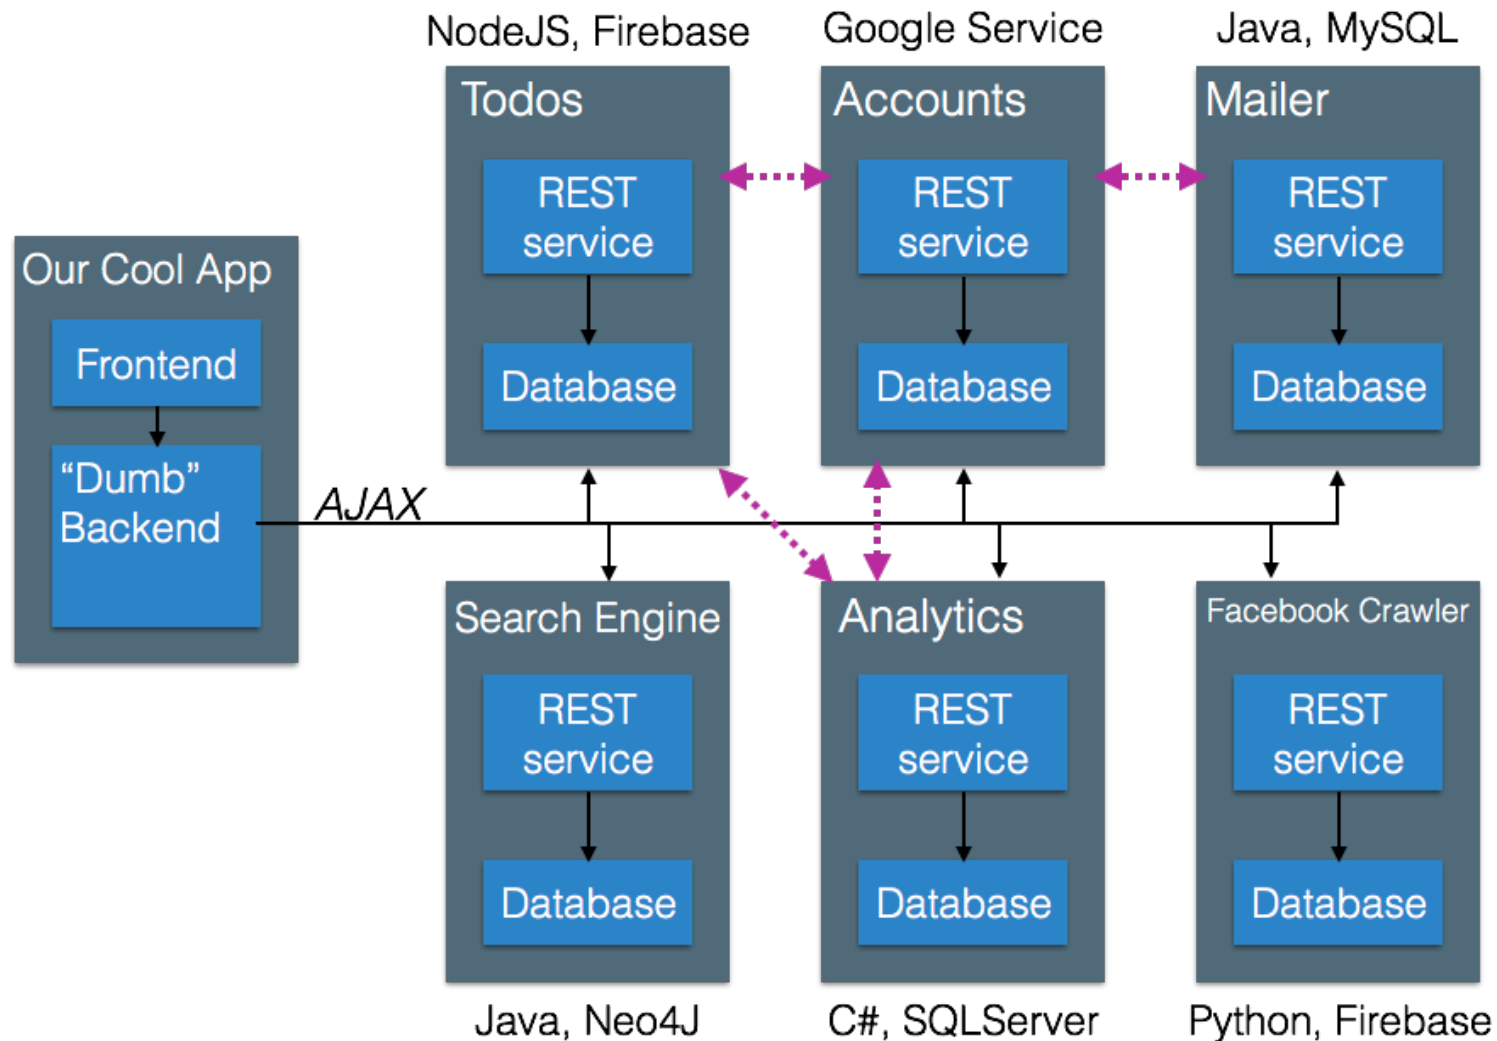 NodeJS, Firebase
Google Service
Java, MySQL
Todos
REST
service
Database
Accounts
REST
service
Database
Mailer
REST
service
Database
Our Cool App
Frontend
“Dumb”
Backend
AJAX
Search Engine
REST
service
Database
Analytics
REST
service
Database
Facebook Crawler
REST
service
Database
Java, Neo4J
C#, SQLServer
Python, Firebase